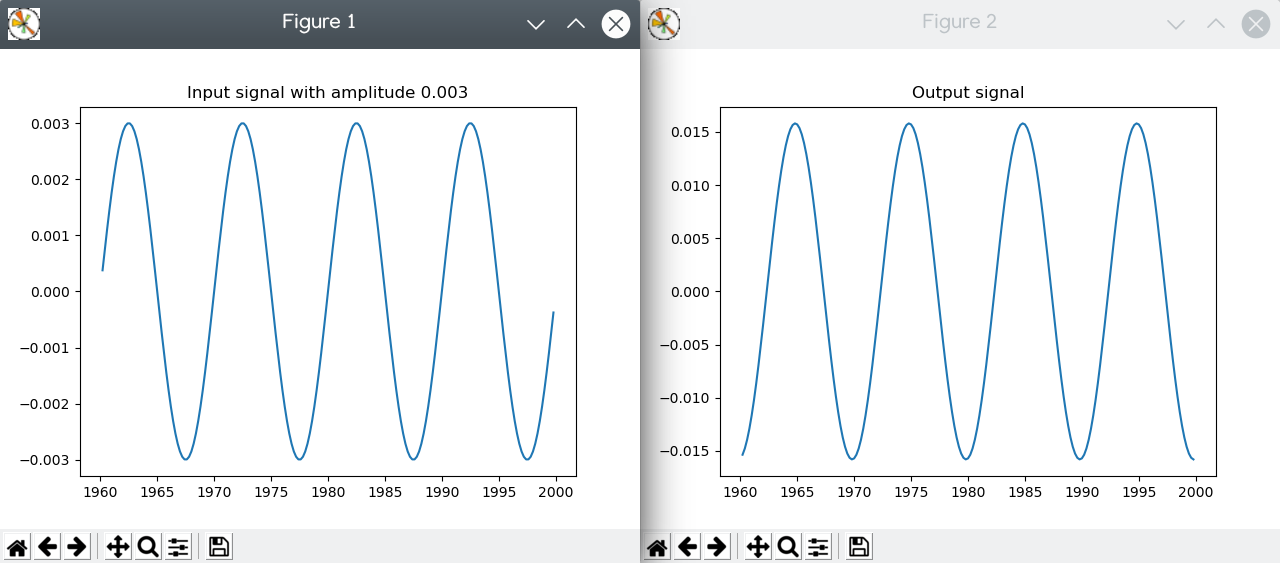 Figure 1
Input signal with amplitude 0.003
0.003
0.002
0.001
0.000
−0.001
−0.002
−0.003
1960 1965 1970 1975 1980 1985 1990 1995 2000
Figure 2
Output signal
0.015
0.010
0.005
0.000
−0.005
−0.010
−0.015
1960 1965 1970 1975 1980 1985 1990 1995 2000